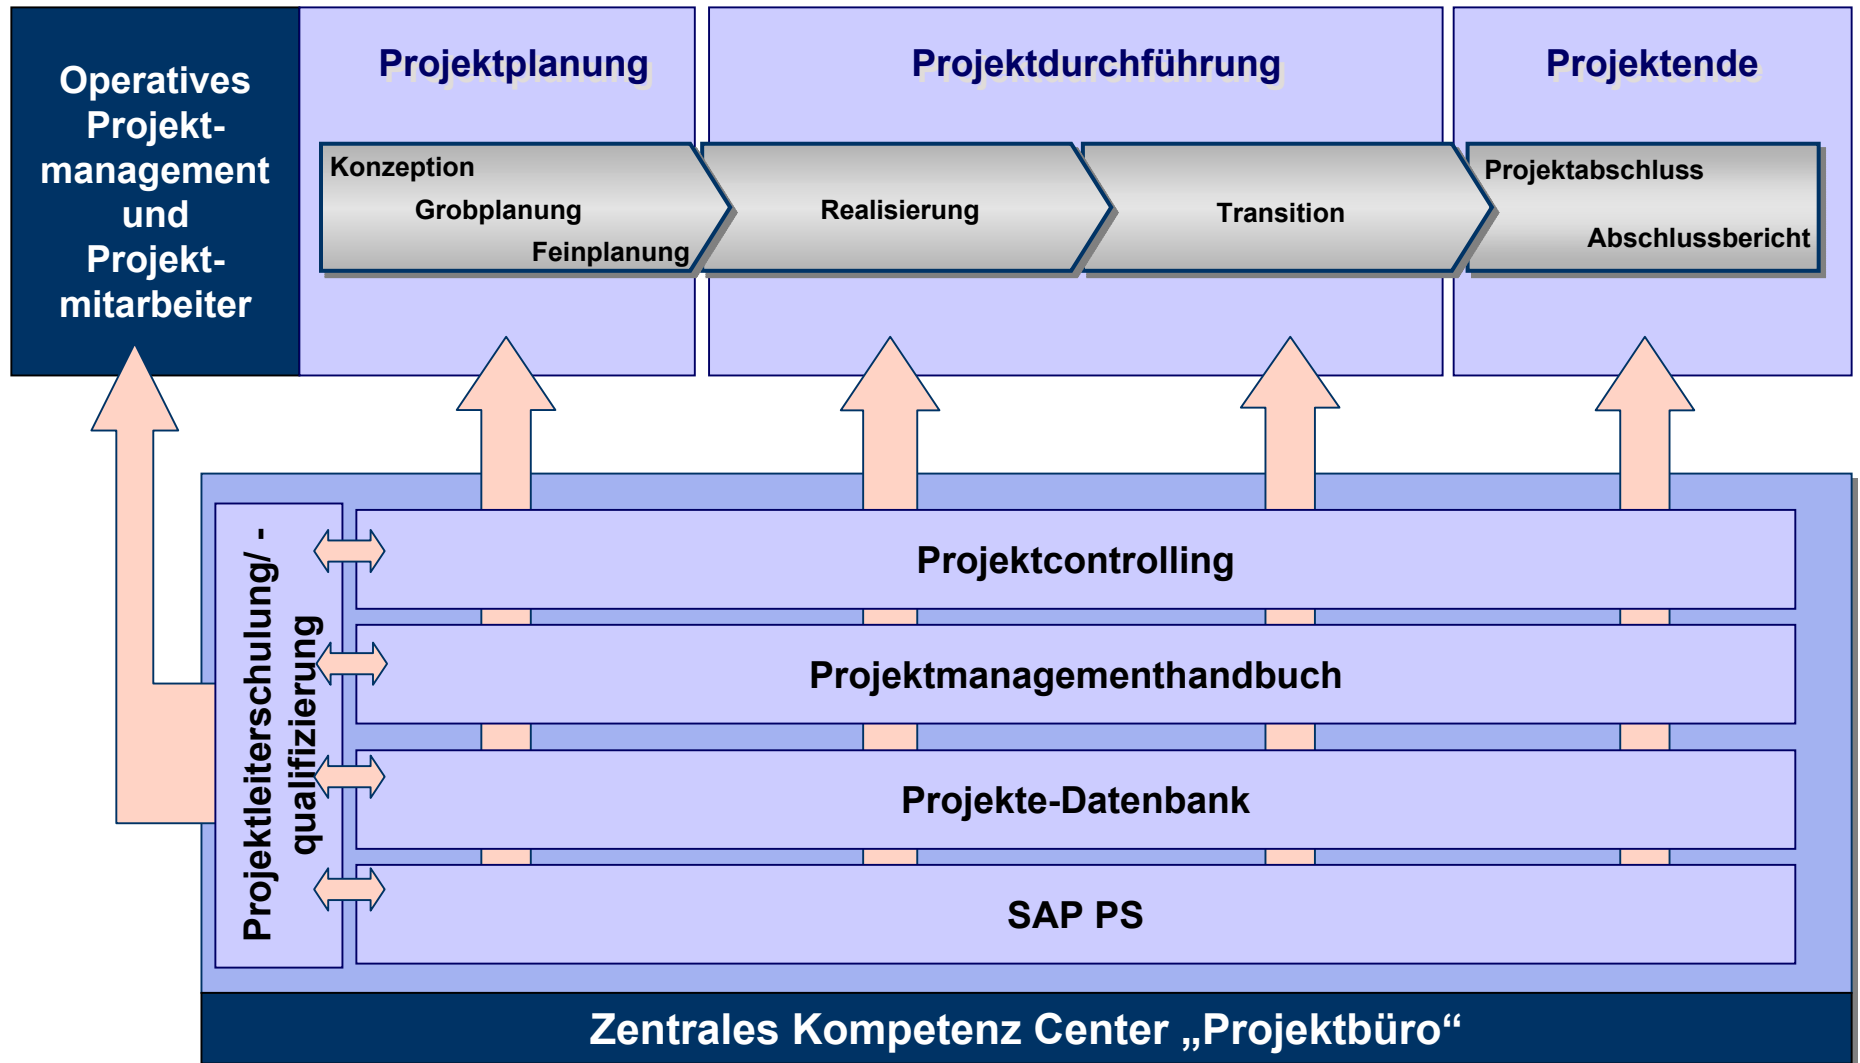 Operatives
Projekt-
management
und
Projekt-
mitarbeiter
Projektplanung
Projektdurchführung
Projektende
Konzeption
Grobplanung
Feinplanung
Realisierung
Transition
Projektabschluss
Abschlussbericht
Projektleiterschulung/ -
qualifizierung
Projektcontrolling
Projektmanagementhandbuch
Projekte-Datenbank
SAP PS
Zentrales Kompetenz Center „Projektbüro“